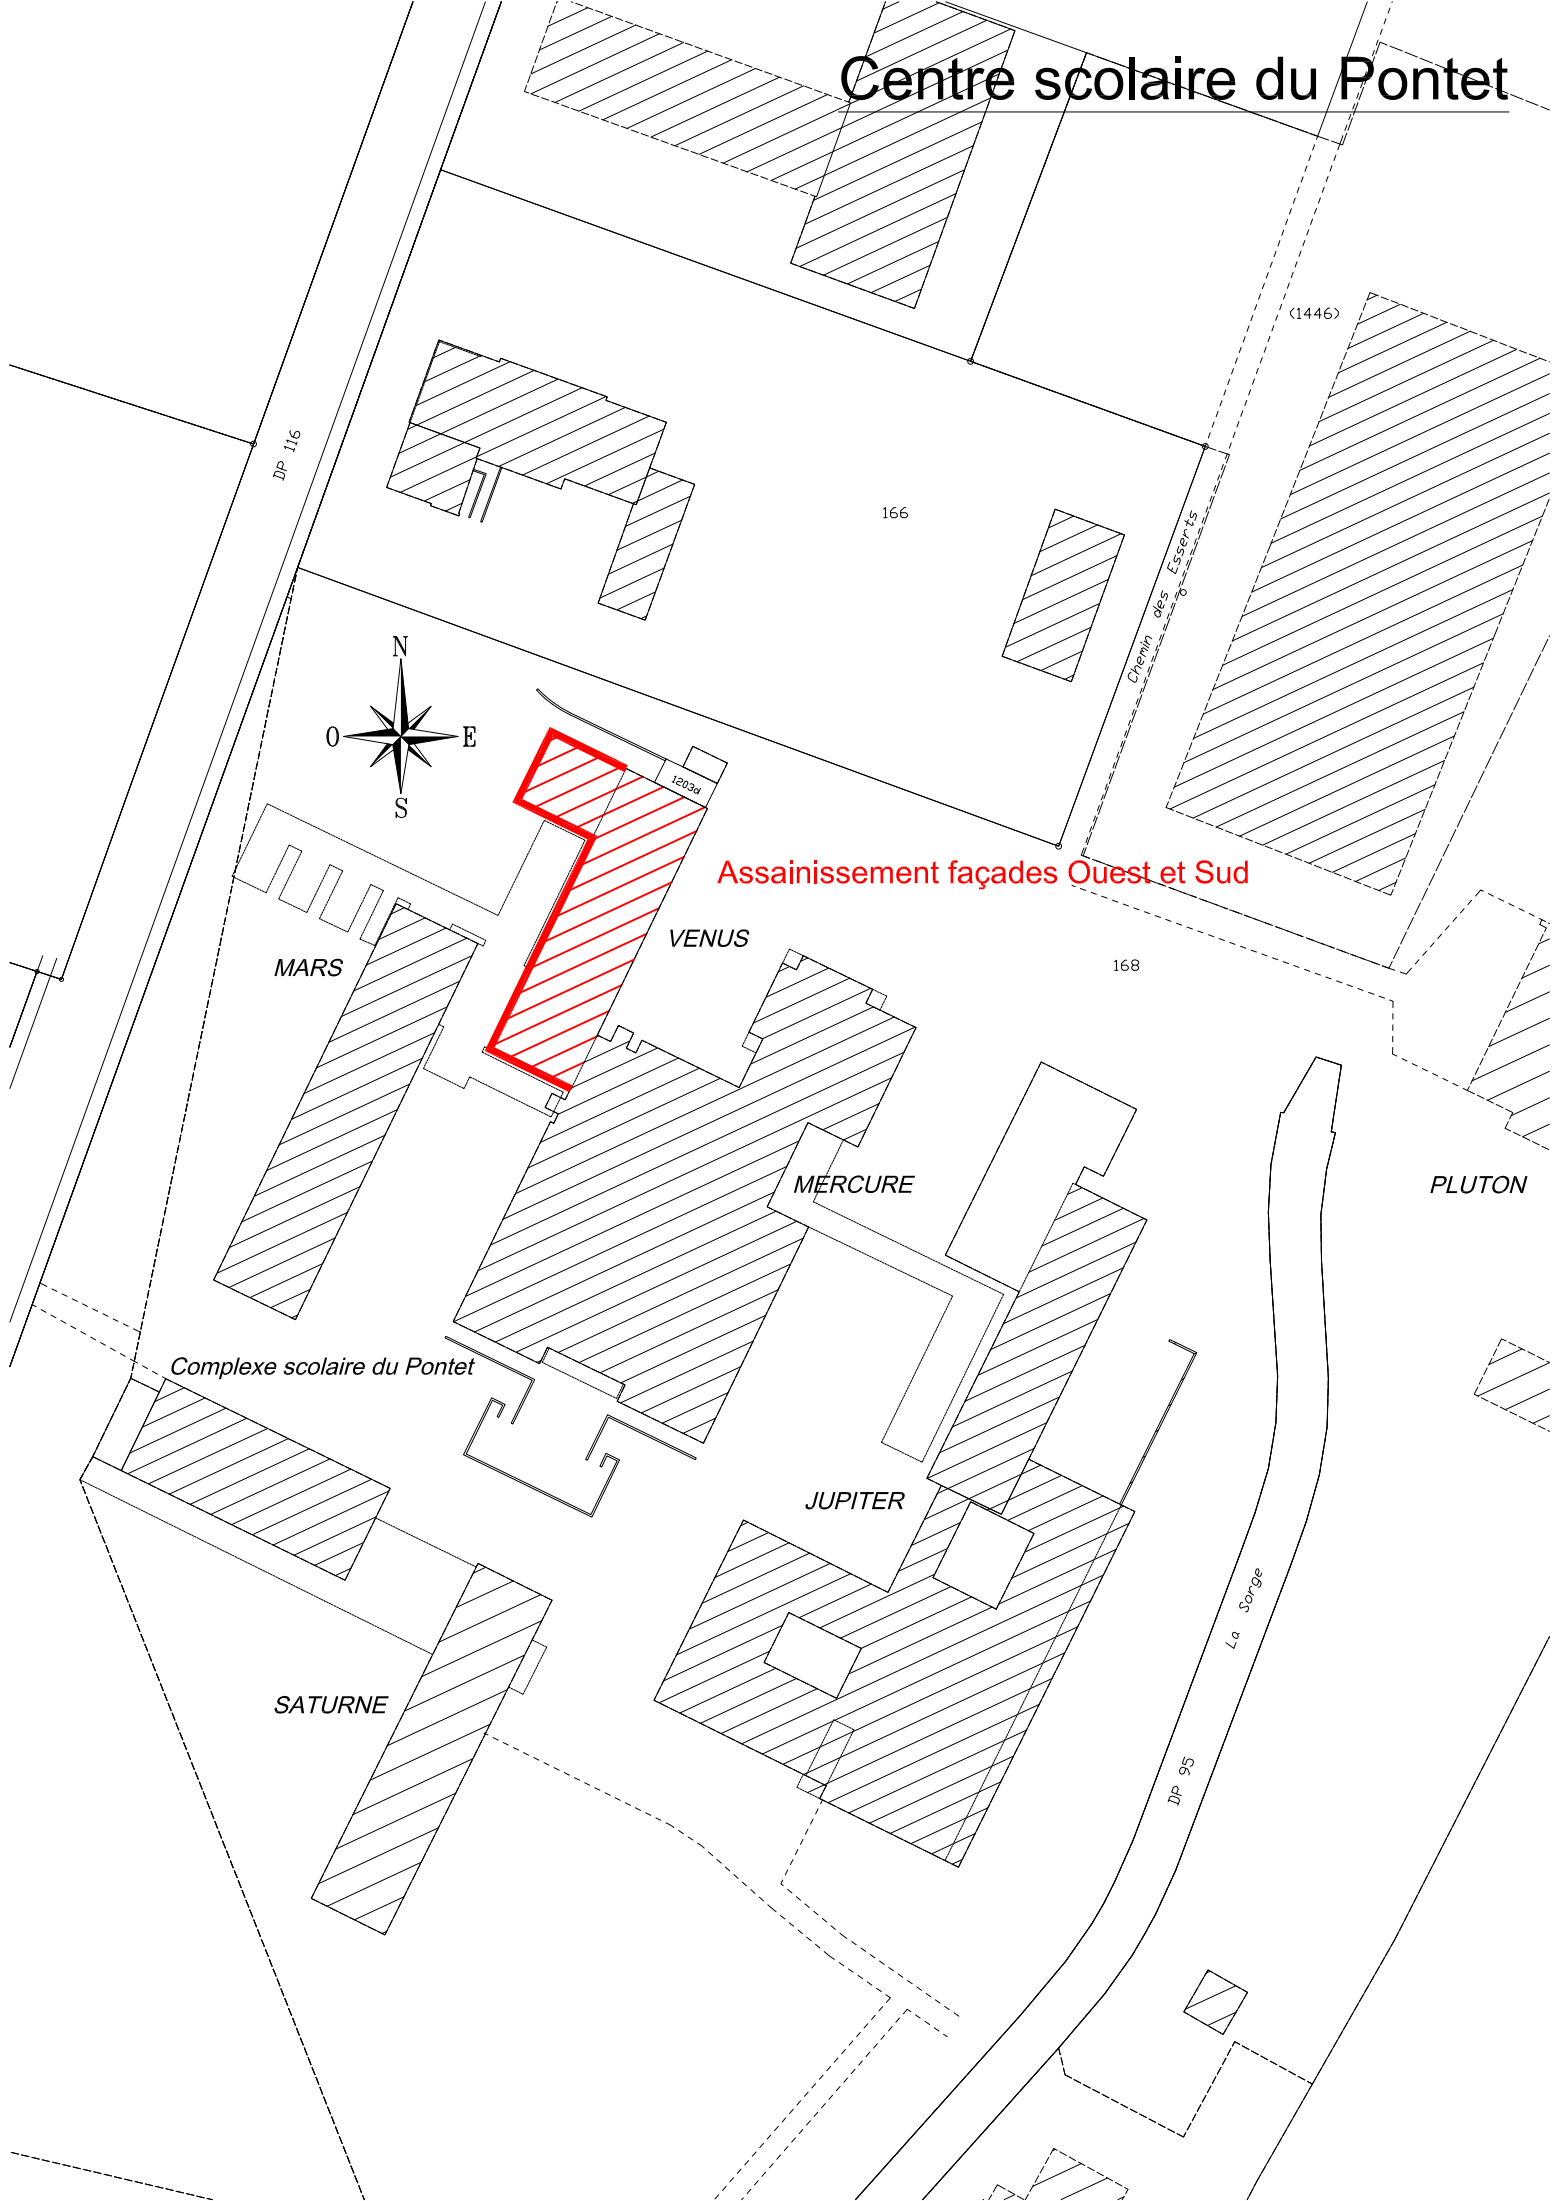 Centre scolaire du Pontet
(1446)
DP 116
166
Chemin des Esserts
6
N
O
E
S
1203d
Assainissement façades Ouest et Sud
VENUS
MARS
168
MERCURE
PLUTON
Complexe scolaire du Pontet
JUPITER
La Sorge
SATURNE
DP 95